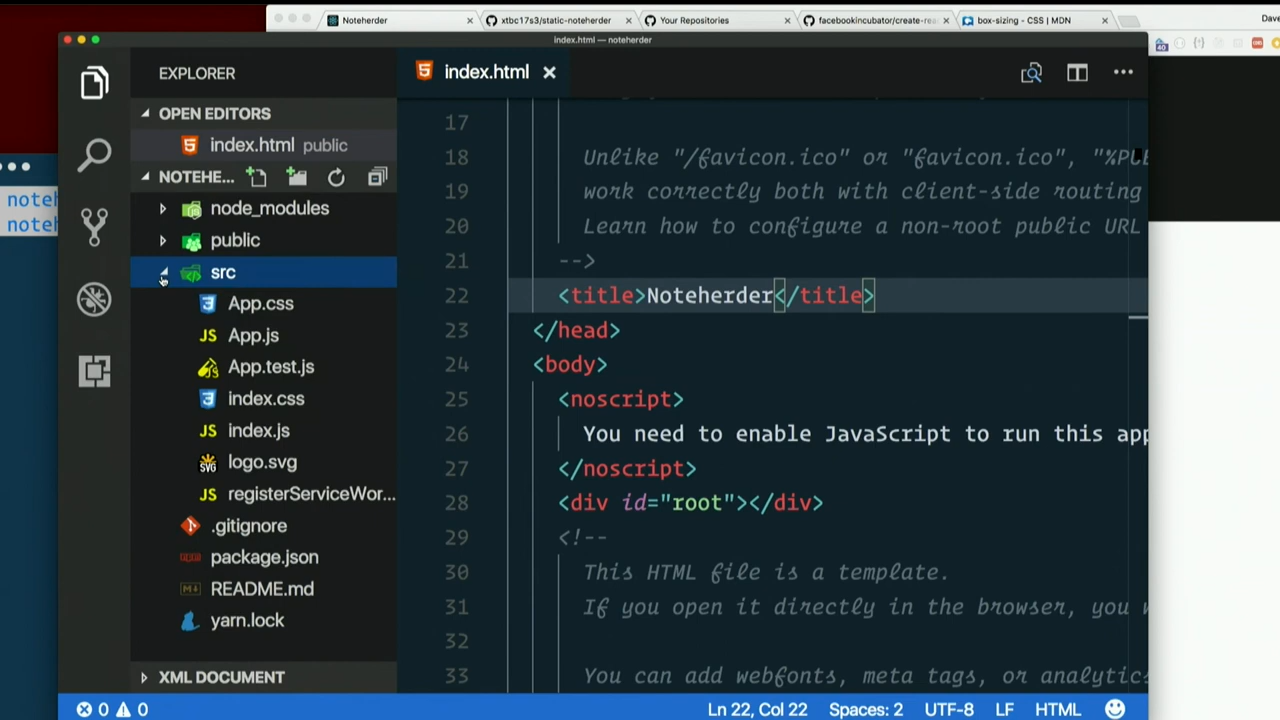 Noteherder
xtbc17s3/static-noteherder
Your Repositories
facebookincubator/create-rea
box-sizing - CSS | MDN
Dave
index.html — noteherder
EXPLORER
index.html
OPEN EDITORS
index.html public
NOTEHE...
node_modules
public
src
App.css
App.js
App.test.js
index.css
index.js
logo.svg
registerServiceWor...
.gitignore
package.json
README.md
yarn.lock
XML DOCUMENT
noteh
noteh
17
18 Unlike "/favicon.ico" or "favicon.ico", "%PUB
19 work correctly both with client-side routing
20 Learn how to configure a non-root public URL
21 -->
22 <title>Noteherder</title>
23 </head>
24 <body>
25 <noscript>
26 You need to enable JavaScript to run this app
27 </noscript>
28 <div id="root"></div>
29 <!--
30 This HTML file is a template.
31 If you open it directly in the browser, you w
32
33 You can add webfonts, meta tags, or analytics
0 0
Ln 22, Col 22 Spaces: 2 UTF-8 LF HTML